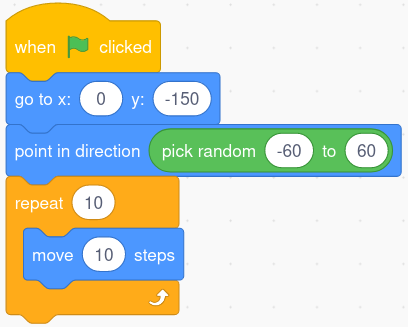 when clicked
go to x: 0 y: -150
point in direction pick random -60 to 60
repeat 10
move 10 steps